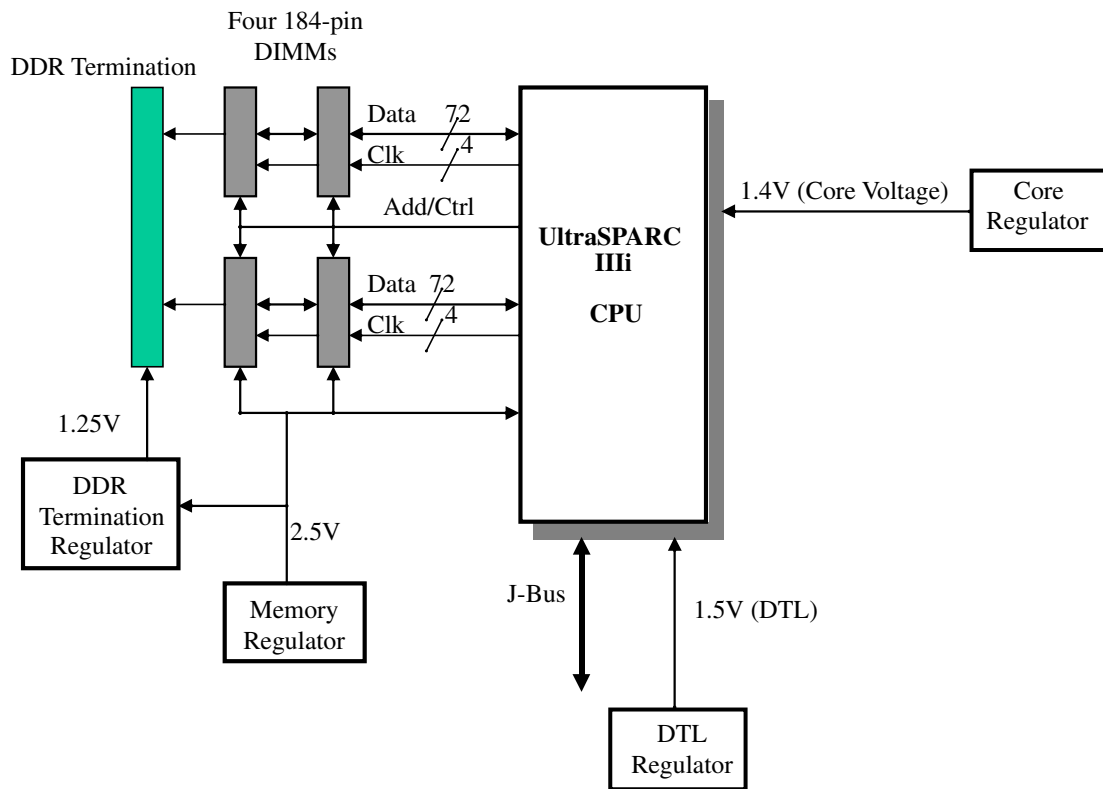 Four 184-pin
DIMMs
DDR Termination
Data 72
Clk 4
Add/Ctrl
Data 72
Clk 4
UltraSPARC
IIIi
CPU
1.4V (Core Voltage)
Core
Regulator
1.25V
DDR
Termination
Regulator
2.5V
Memory
Regulator
J-Bus
1.5V (DTL)
DTL
Regulator